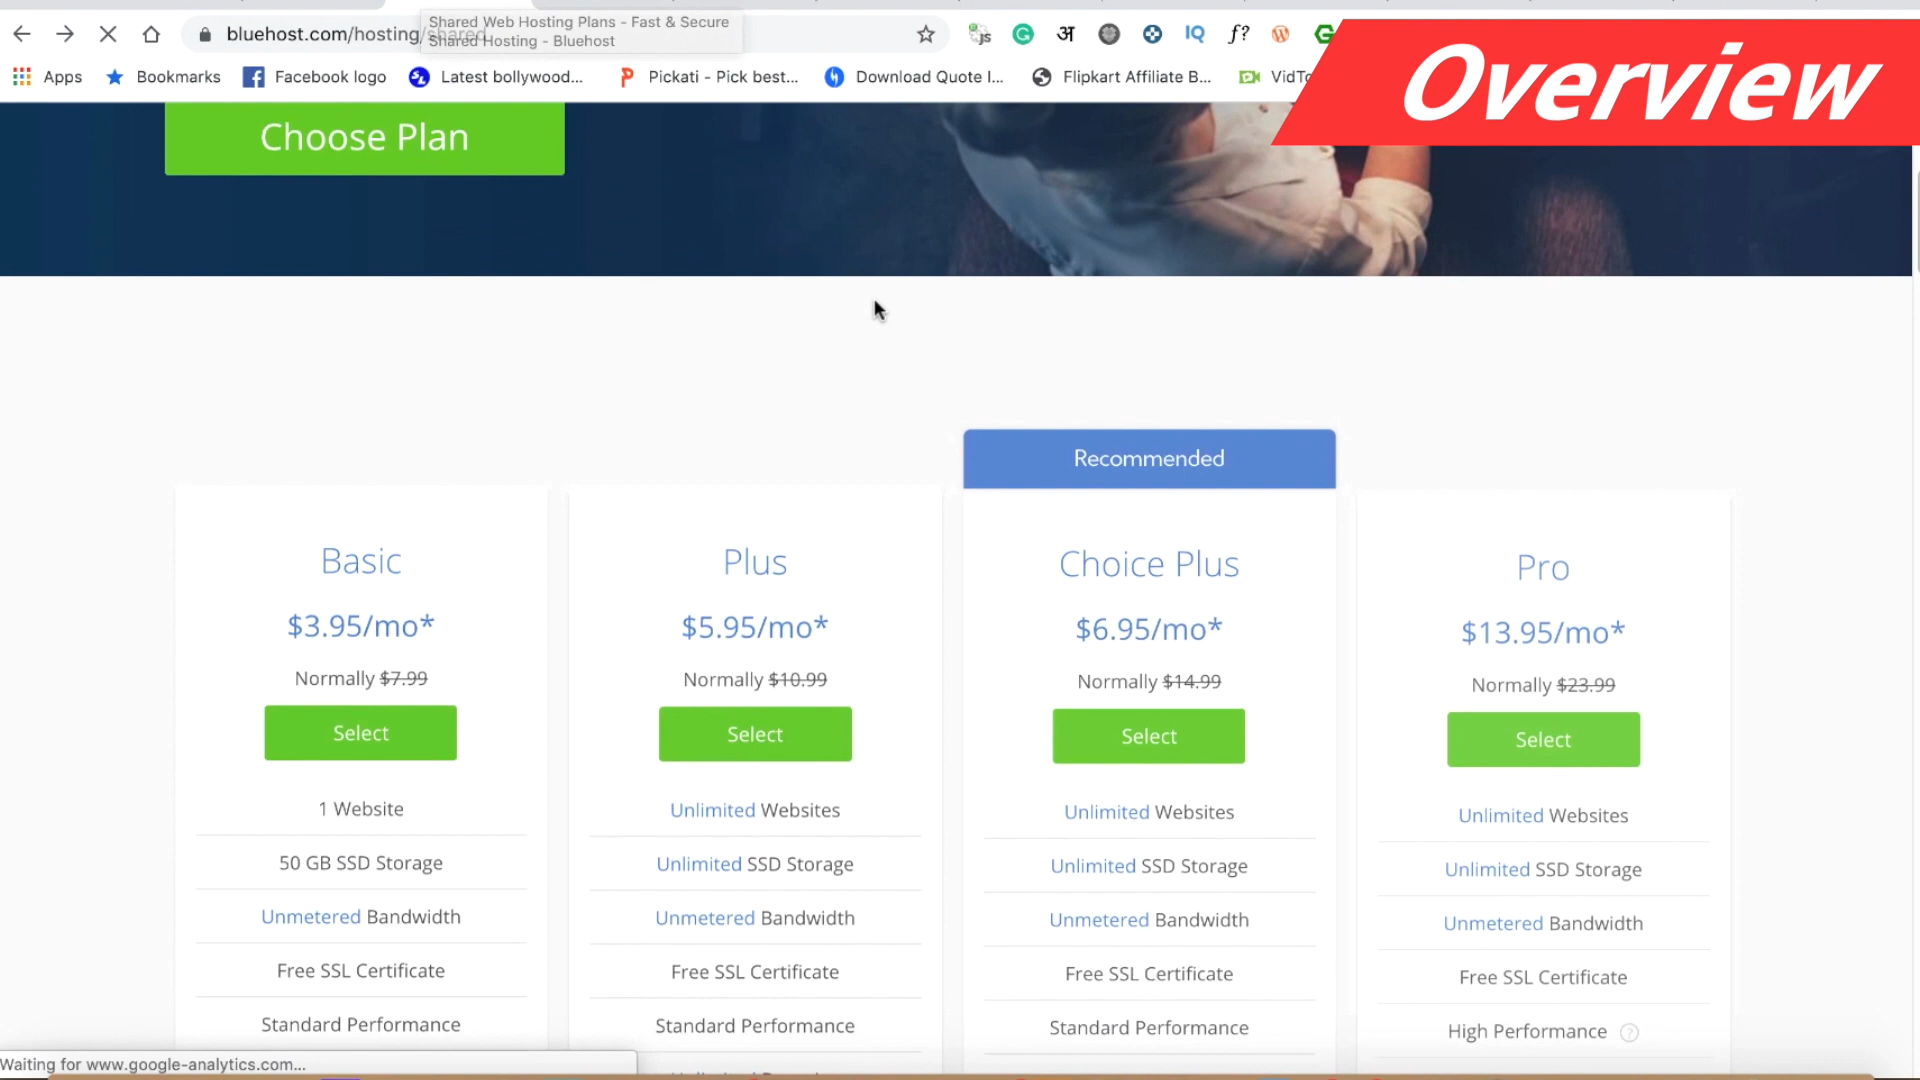 Shared Web Hosting Plans - Fast & Secure
Shared Hosting - Bluehost
bluehost.com/hosting/shared
अ
IQ
f?
Overview
Apps
Bookmarks
Facebook logo
Latest bollywood...
Pickati - Pick best...
Download Quote I...
Flipkart Affiliate B...
Choose Plan
Recommended
Basic
$3.95/mo*
Normally $7.99
Select
1 Website
50 GB SSD Storage
Unmetered Bandwidth
Free SSL Certificate
Standard Performance
Plus
$5.95/mo*
Normally $10.99
Select
Unlimited Websites
Unlimited SSD Storage
Unmetered Bandwidth
Free SSL Certificate
Standard Performance
Choice Plus
$6.95/mo*
Normally $14.99
Select
Unlimited Websites
Unlimited SSD Storage
Unmetered Bandwidth
Free SSL Certificate
Standard Performance
Pro
$13.95/mo*
Normally $23.99
Select
Unlimited Websites
Unlimited SSD Storage
Unmetered Bandwidth
Free SSL Certificate
High Performance ?
Waiting for www.google-analytics.com...